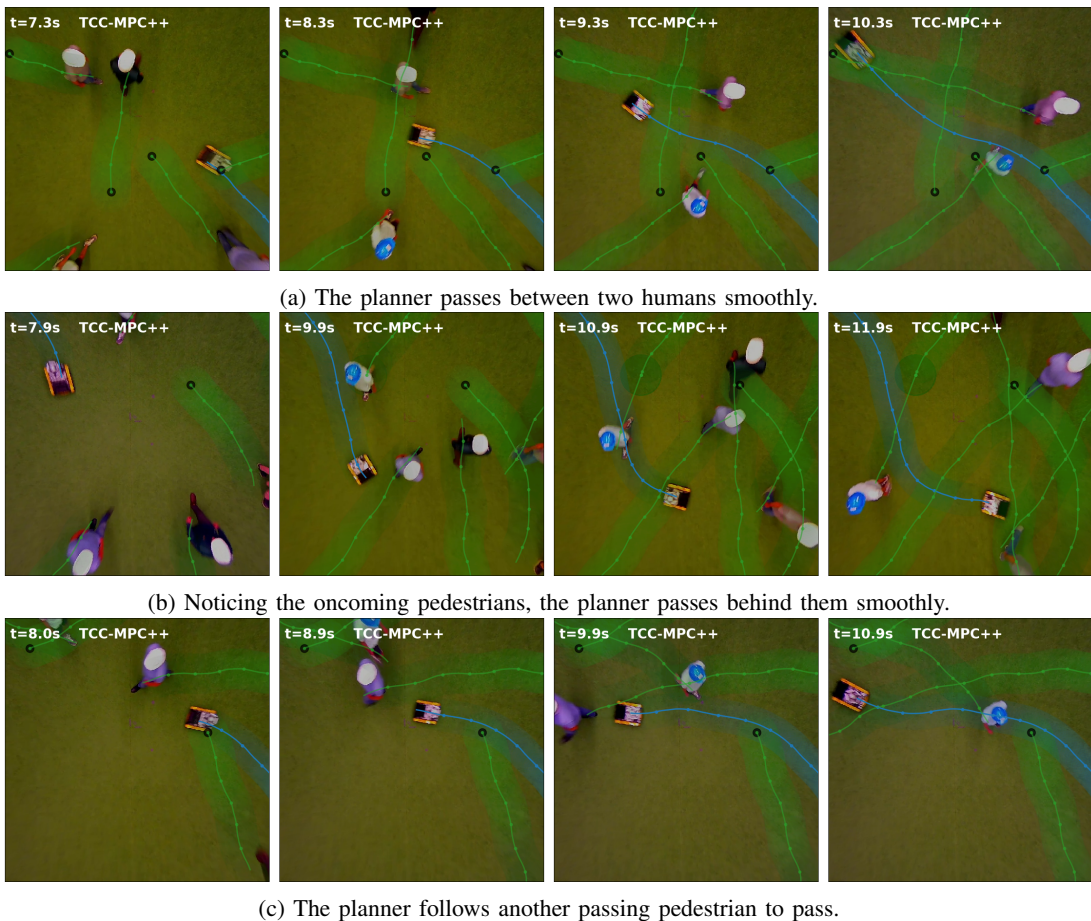 t=7.3s TCC-MPC++
t=8.3s TCC-MPC++
t=9.3s TCC-MPC++
t=10.3s TCC-MPC++
(a) The planner passes between two humans smoothly.
t=7.9s TCC-MPC++
t=9.9s TCC-MPC++
t=10.9s TCC-MPC++
t=11.9s TCC-MPC++
(b) Noticing the oncoming pedestrians, the planner passes behind them smoothly.
t=8.0s TCC-MPC++
t=8.9s TCC-MPC++
t=9.9s TCC-MPC++
t=10.9s TCC-MPC++
(c) The planner follows another passing pedestrian to pass.